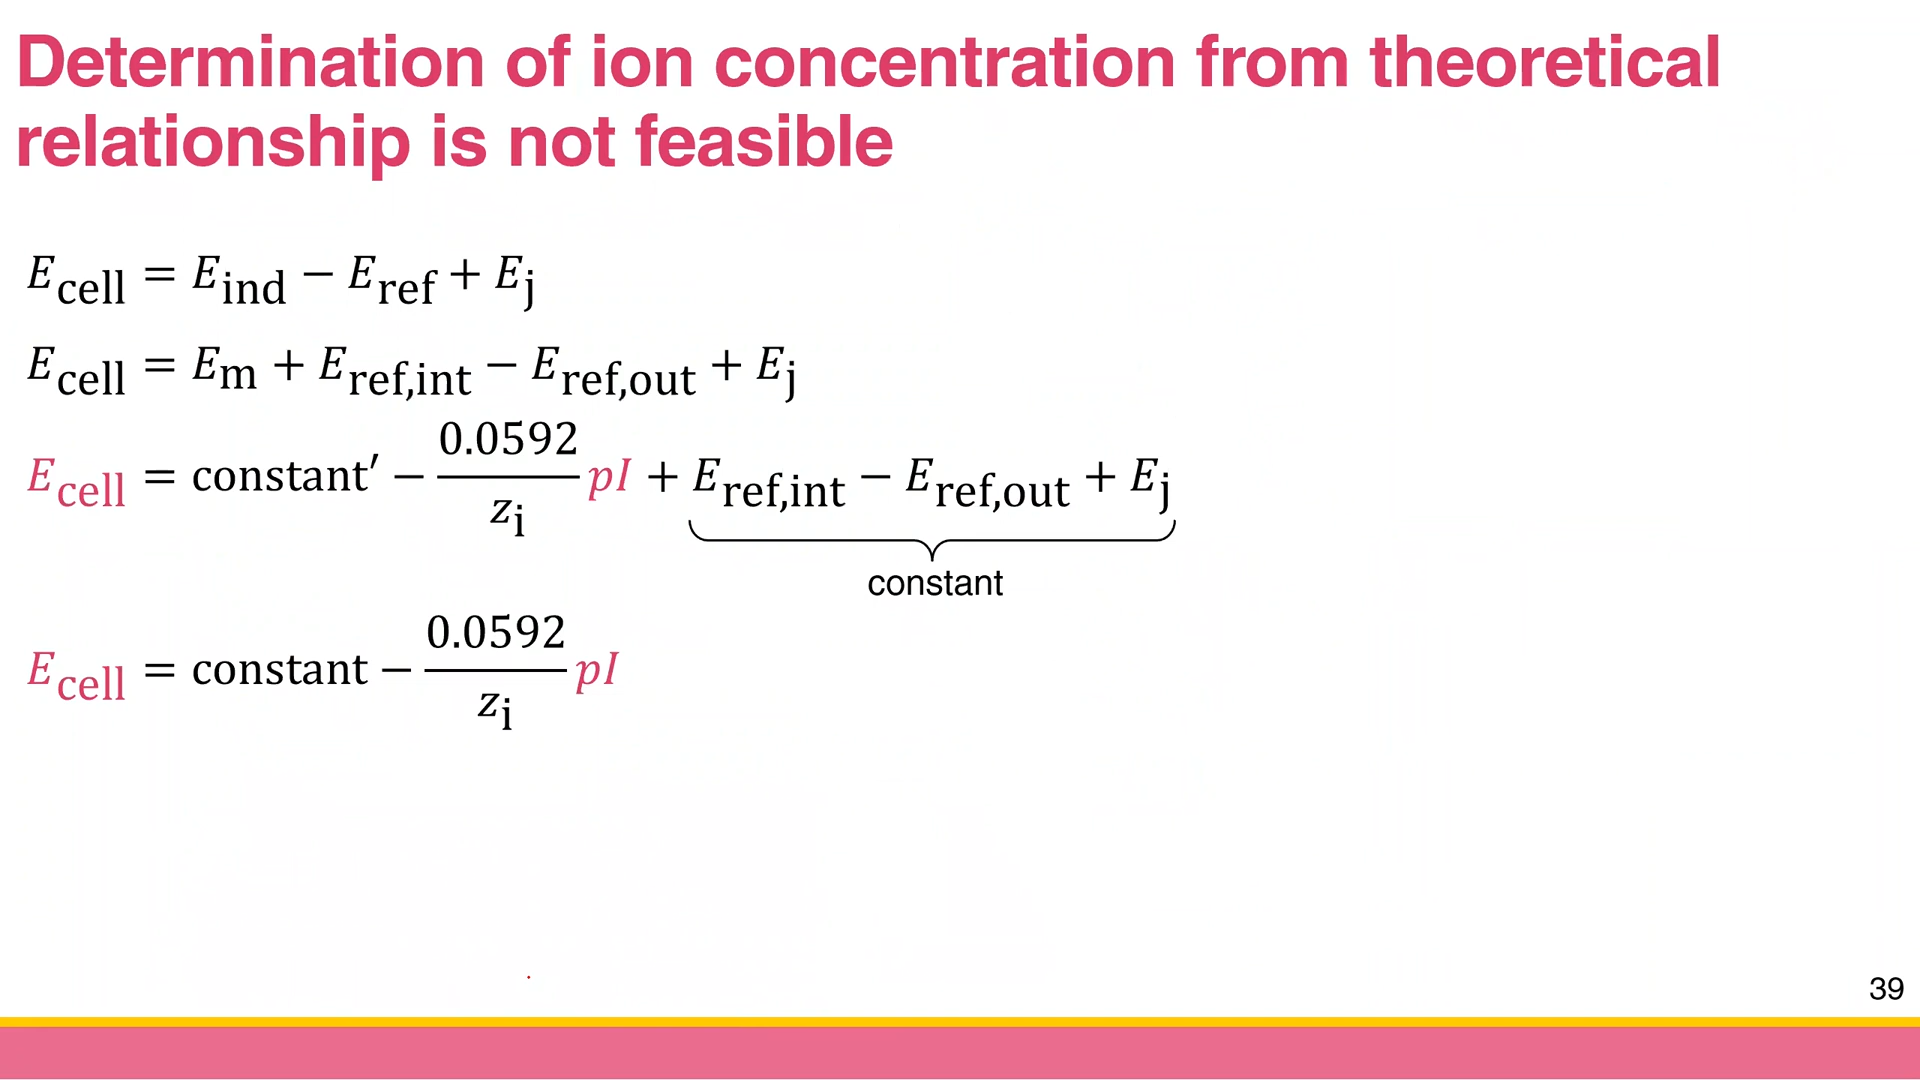 Determination of ion concentration from theoretical
relationship is not feasible
E_cell = E_ind − E_ref + E_j
E_cell = E_m + E_ref,int − E_ref,out + E_j
E_cell = constant′ − 0.0592/z_i pI + E_ref,int − E_ref,out + E_j
constant
E_cell = constant − 0.0592/z_i pI
39